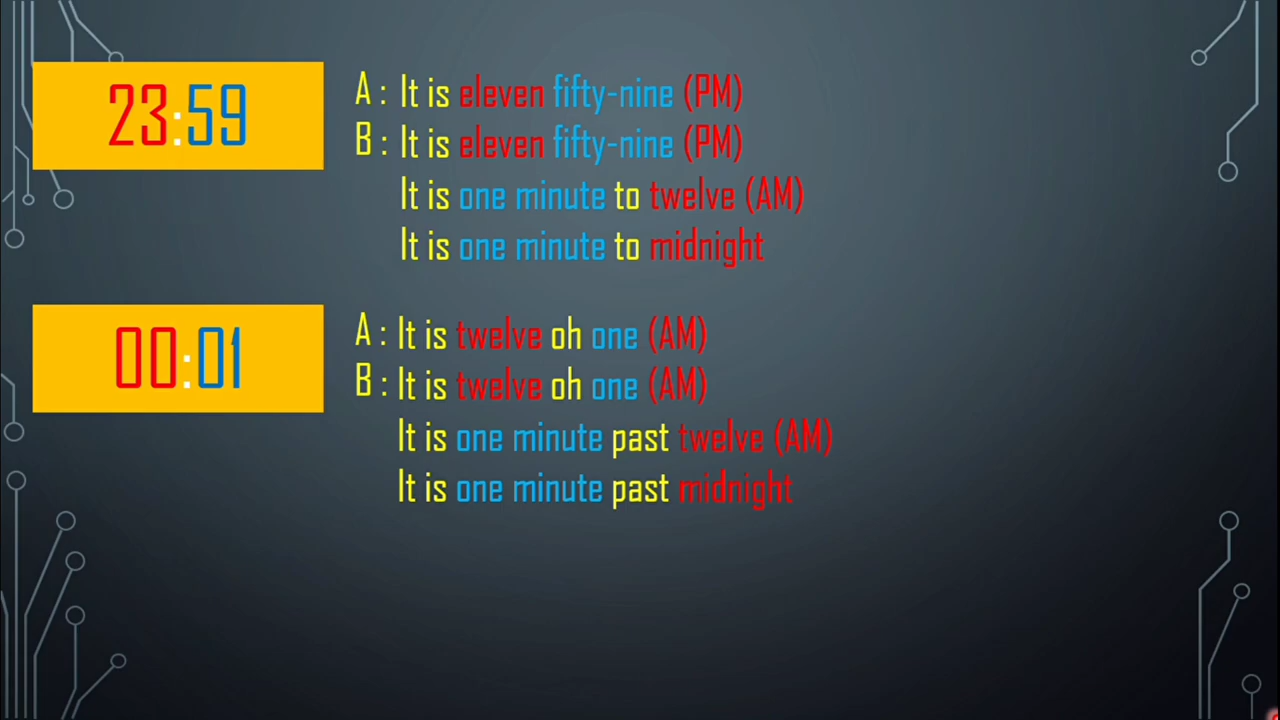 23:59
A : It is eleven fifty-nine (PM)
B : It is eleven fifty-nine (PM)
It is one minute to twelve (AM)
It is one minute to midnight
00:01
A : It is twelve oh one (AM)
B : It is twelve oh one (AM)
It is one minute past twelve (AM)
It is one minute past midnight